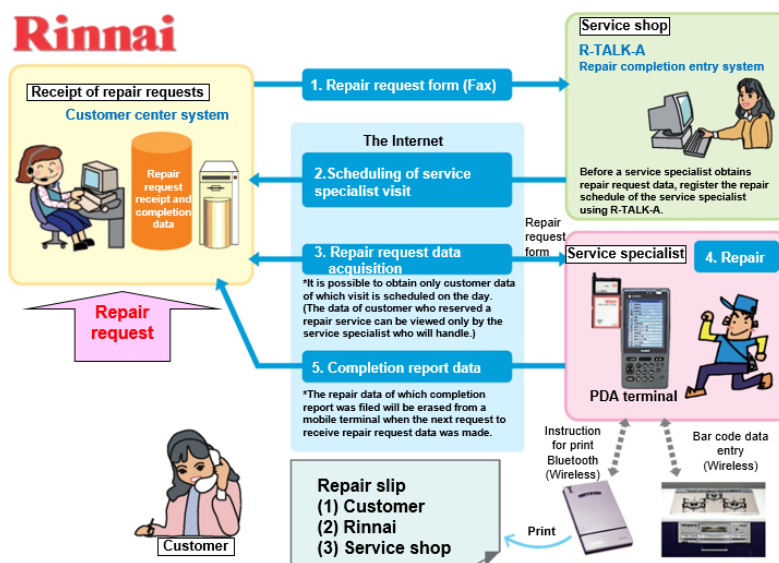 Rinnai
Receipt of repair requests
Customer center system
Repair
request
receipt and
completion
data
Repair
request
Customer
1. Repair request form (Fax)
The Internet
2.Scheduling of service
specialist visit
3. Repair request data
acquisition
*It is possible to obtain only customer data
of which visit is scheduled on the day.
(The data of customer who reserved a
repair service can be viewed only by the
service specialist who will handle.)
5. Completion report data
*The repair data of which completion
report was filed will be erased from a
mobile terminal when the next request to
receive repair request data was made.
Service shop
R-TALK-A
Repair completion entry system
Before a service specialist obtains
repair request data, register the repair
schedule of the service specialist
using R-TALK-A.
Repair
request
form
Service specialist
4. Repair
PDA terminal
Instruction
for print
Bluetooth
(Wireless)
Bar code data
entry
(Wireless)
Repair slip
(1) Customer
(2) Rinnai
(3) Service shop
Print